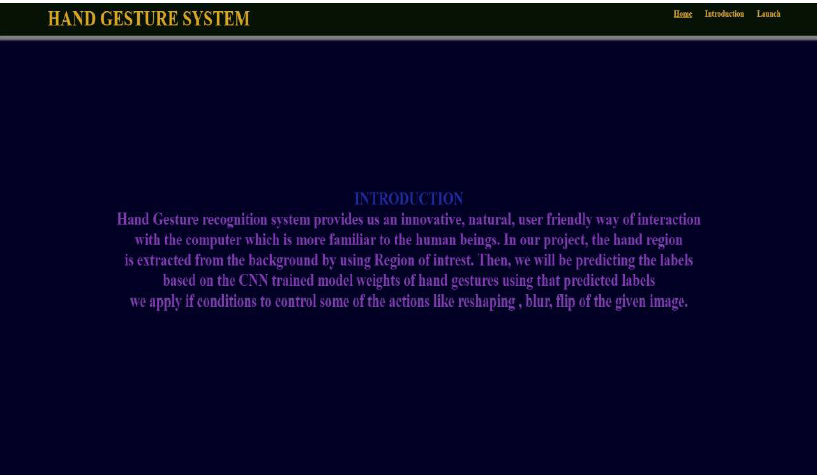 HAND GESTURE SYSTEM
Home Introduction Launch
INTRODUCTION
Hand Gesture recognition system provides us an innovative, natural, user friendly way of interaction
with the computer which is more familiar to the human beings. In our project, the hand region
is extracted from the background by using Region of intrest. Then, we will be predicting the labels
based on the CNN trained model weights of hand gestures using that predicted labels
we apply if conditions to control some of the actions like reshaping , blur, flip of the given image.